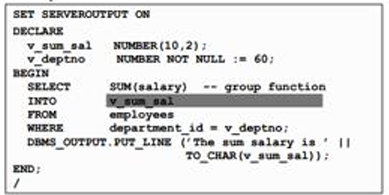 SET SERVEROUTPUT ON
DECLARE
v_sum_sal NUMBER(10,2);
v_deptno NUMBER NOT NULL := 60;
BEGIN
SELECT SUM(salary) -- group function
INTO v_sum_sal
FROM employees
WHERE department_id = v_deptno;
DBMS_OUTPUT.PUT_LINE ('The sum salary is ' ||
TO_CHAR(v_sum_sal));
END;
/